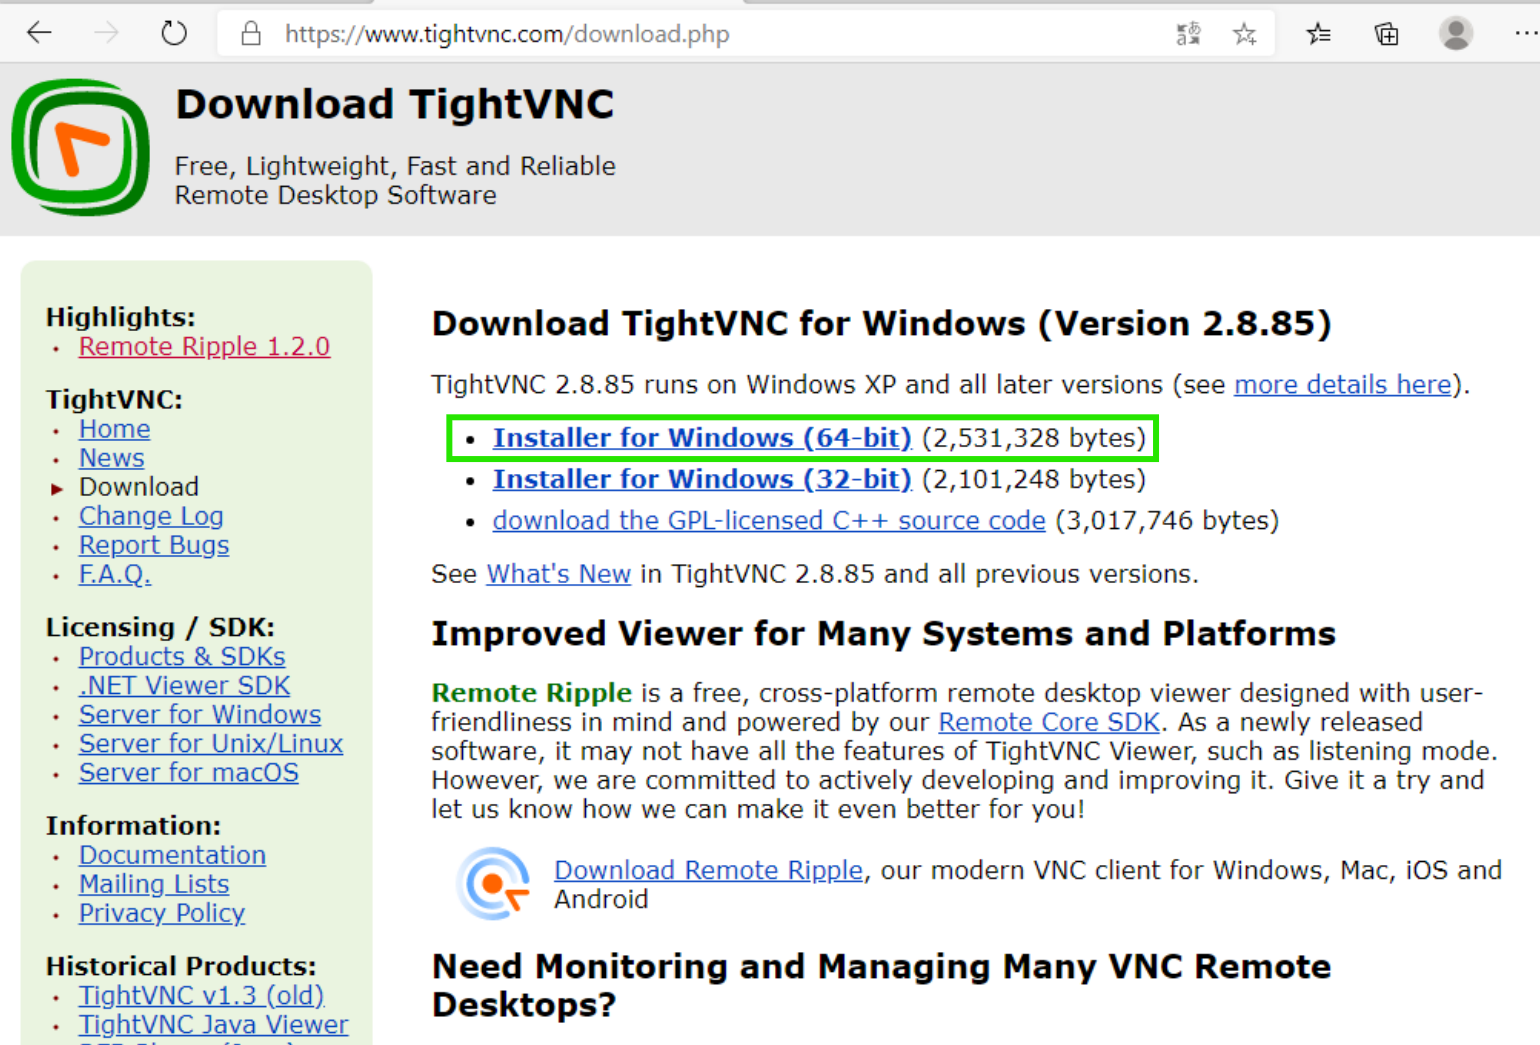 https://www.tightvnc.com/download.php
Download TightVNC
Free, Lightweight, Fast and Reliable
Remote Desktop Software
Highlights:
Remote Ripple 1.2.0
TightVNC:
Home
News
Download
Change Log
Report Bugs
F.A.Q.
Licensing / SDK:
Products & SDKs
.NET Viewer SDK
Server for Windows
Server for Unix/Linux
Server for macOS
Information:
Documentation
Mailing Lists
Privacy Policy
Historical Products:
TightVNC v1.3 (old)
TightVNC Java Viewer
Download TightVNC for Windows (Version 2.8.85)
TightVNC 2.8.85 runs on Windows XP and all later versions (see more details here).
• Installer for Windows (64-bit) (2,531,328 bytes)
• Installer for Windows (32-bit) (2,101,248 bytes)
• download the GPL-licensed C++ source code (3,017,746 bytes)
See What's New in TightVNC 2.8.85 and all previous versions.
Improved Viewer for Many Systems and Platforms
Remote Ripple is a free, cross-platform remote desktop viewer designed with user-
friendliness in mind and powered by our Remote Core SDK. As a newly released
software, it may not have all the features of TightVNC Viewer, such as listening mode.
However, we are committed to actively developing and improving it. Give it a try and
let us know how we can make it even better for you!
Download Remote Ripple, our modern VNC client for Windows, Mac, iOS and
Android
Need Monitoring and Managing Many VNC Remote
Desktops?